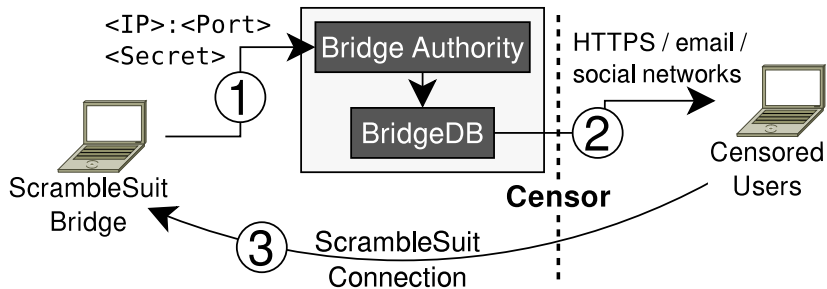 <IP>:<Port>
<Secret>
1
Bridge Authority
BridgeDB
HTTPS / email /
social networks
2
Censored
Users
ScrambleSuit
Bridge
Censor
3
ScrambleSuit
Connection